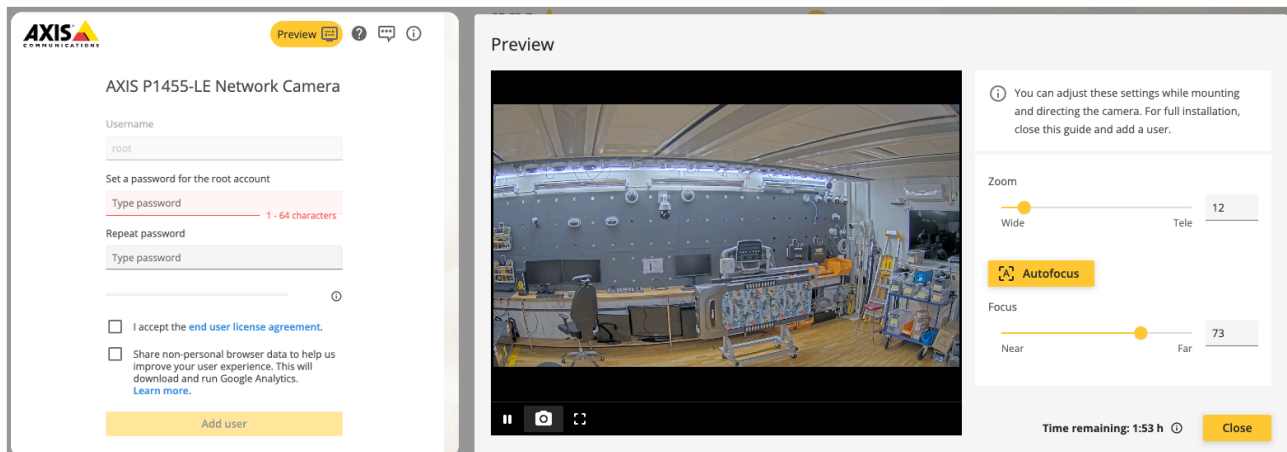 AXIS
COMMUNICATIONS
Preview
AXIS P1455-LE Network Camera
Username
root
Set a password for the root account
Type password
1 - 64 characters
Repeat password
Type password
I accept the end user license agreement.
Share non-personal browser data to help us
improve your user experience. This will
download and run Google Analytics.
Learn more.
Add user
Preview
You can adjust these settings while mounting
and directing the camera. For full installation,
close this guide and add a user.
Zoom
12
Wide Tele
Autofocus
Focus
73
Near Far
Time remaining: 1:53 h
Close